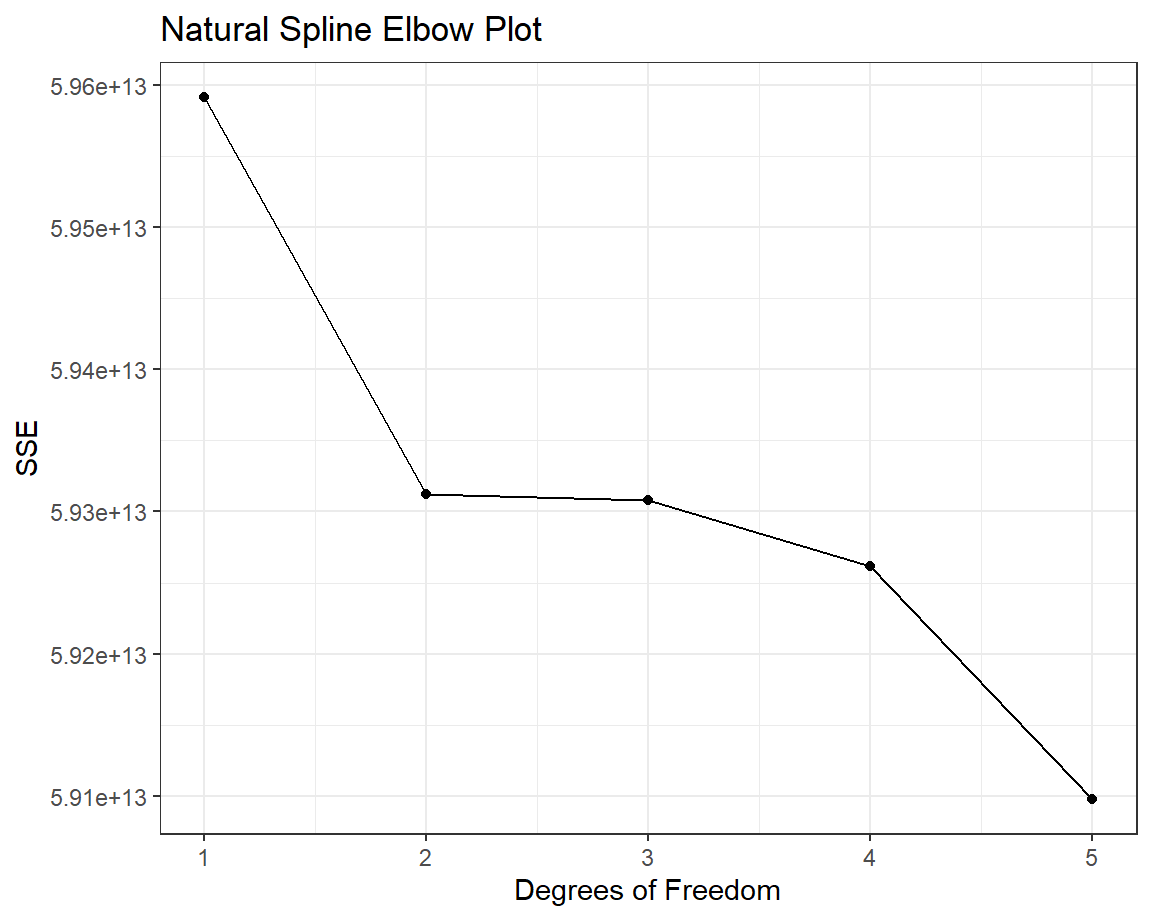 Natural Spline Elbow Plot
5.96e+13
5.95e+13
5.94e+13
5.93e+13
5.92e+13
5.91e+13
SSE
1 2 3 4 5
Degrees of Freedom